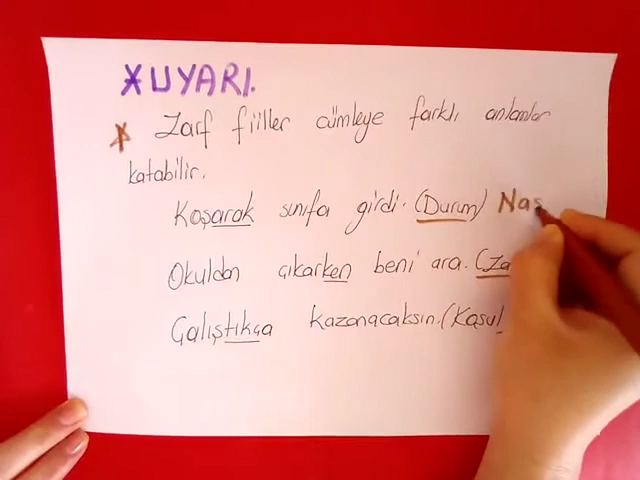 *UYARI.
* Zarf fiiller cümleye farklı anlamlar
katabilir.
Koşarak sınıfa girdi. (Durum) Nas
Okuldan çıkarken beni ara. (Za
Çalıştıkça kazanacaksın. (Koşul